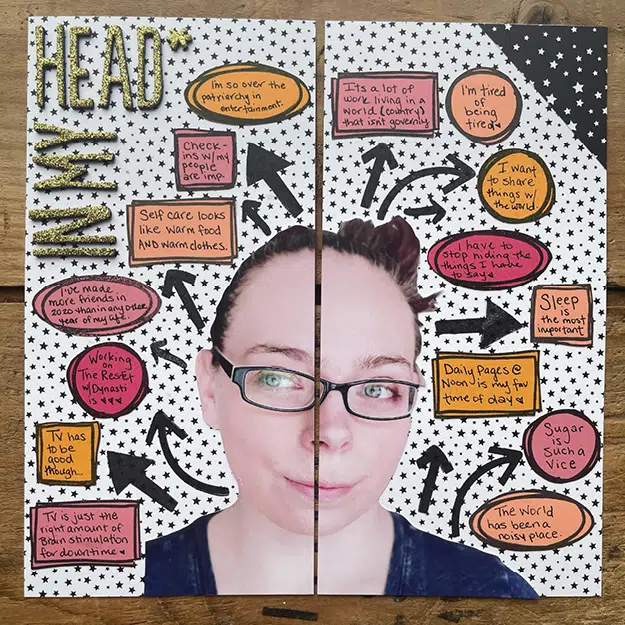 IN MY
HEAD*
I'm so over the
patriarchy in
entertainment.
Check-
ins w/my
people
are imp.
Self care looks
like warm food
AND warm clothes.
I've made
more friends in
2020 than in any other
year of my life.
Working
on
The RESET
w/Dynasti
is ♥♥♥
TV has
to be
good
though...
TV is just the
right amount of
Brain stimulation
for downtime ♥
It's a lot of
work living in a
World (country)
that isn't governing.
I'm tired
of
being
tired♥
I want
to share
things w/
the world.
I have to
stop hiding the
things I have
to say♥
Sleep
is
the most
important
Daily Pages @
Noon is my fav
time of day♥
Sugar
is
such a
vice
The World
has been a
noisy place.